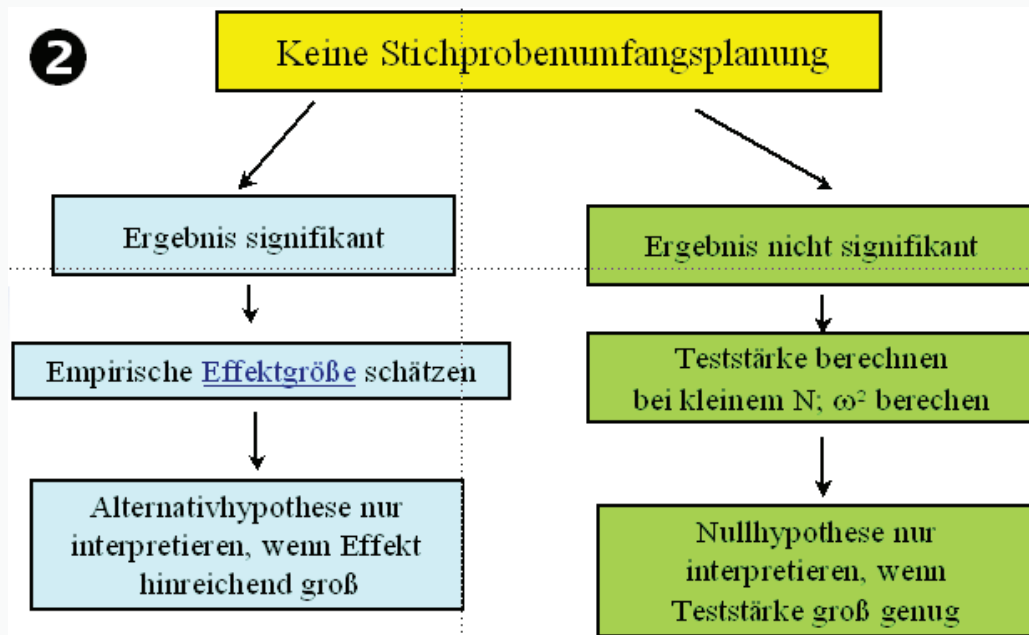 2
Keine Stichprobenumfangsplanung
Ergebnis signifikant
Empirische Effektgröße schätzen
Alternativhypothese nur
interpretieren, wenn Effekt
hinreichend groß
Ergebnis nicht signifikant
Teststärke berechnen
bei kleinem N; ω² berechen
Nullhypothese nur
interpretieren, wenn
Teststärke groß genug